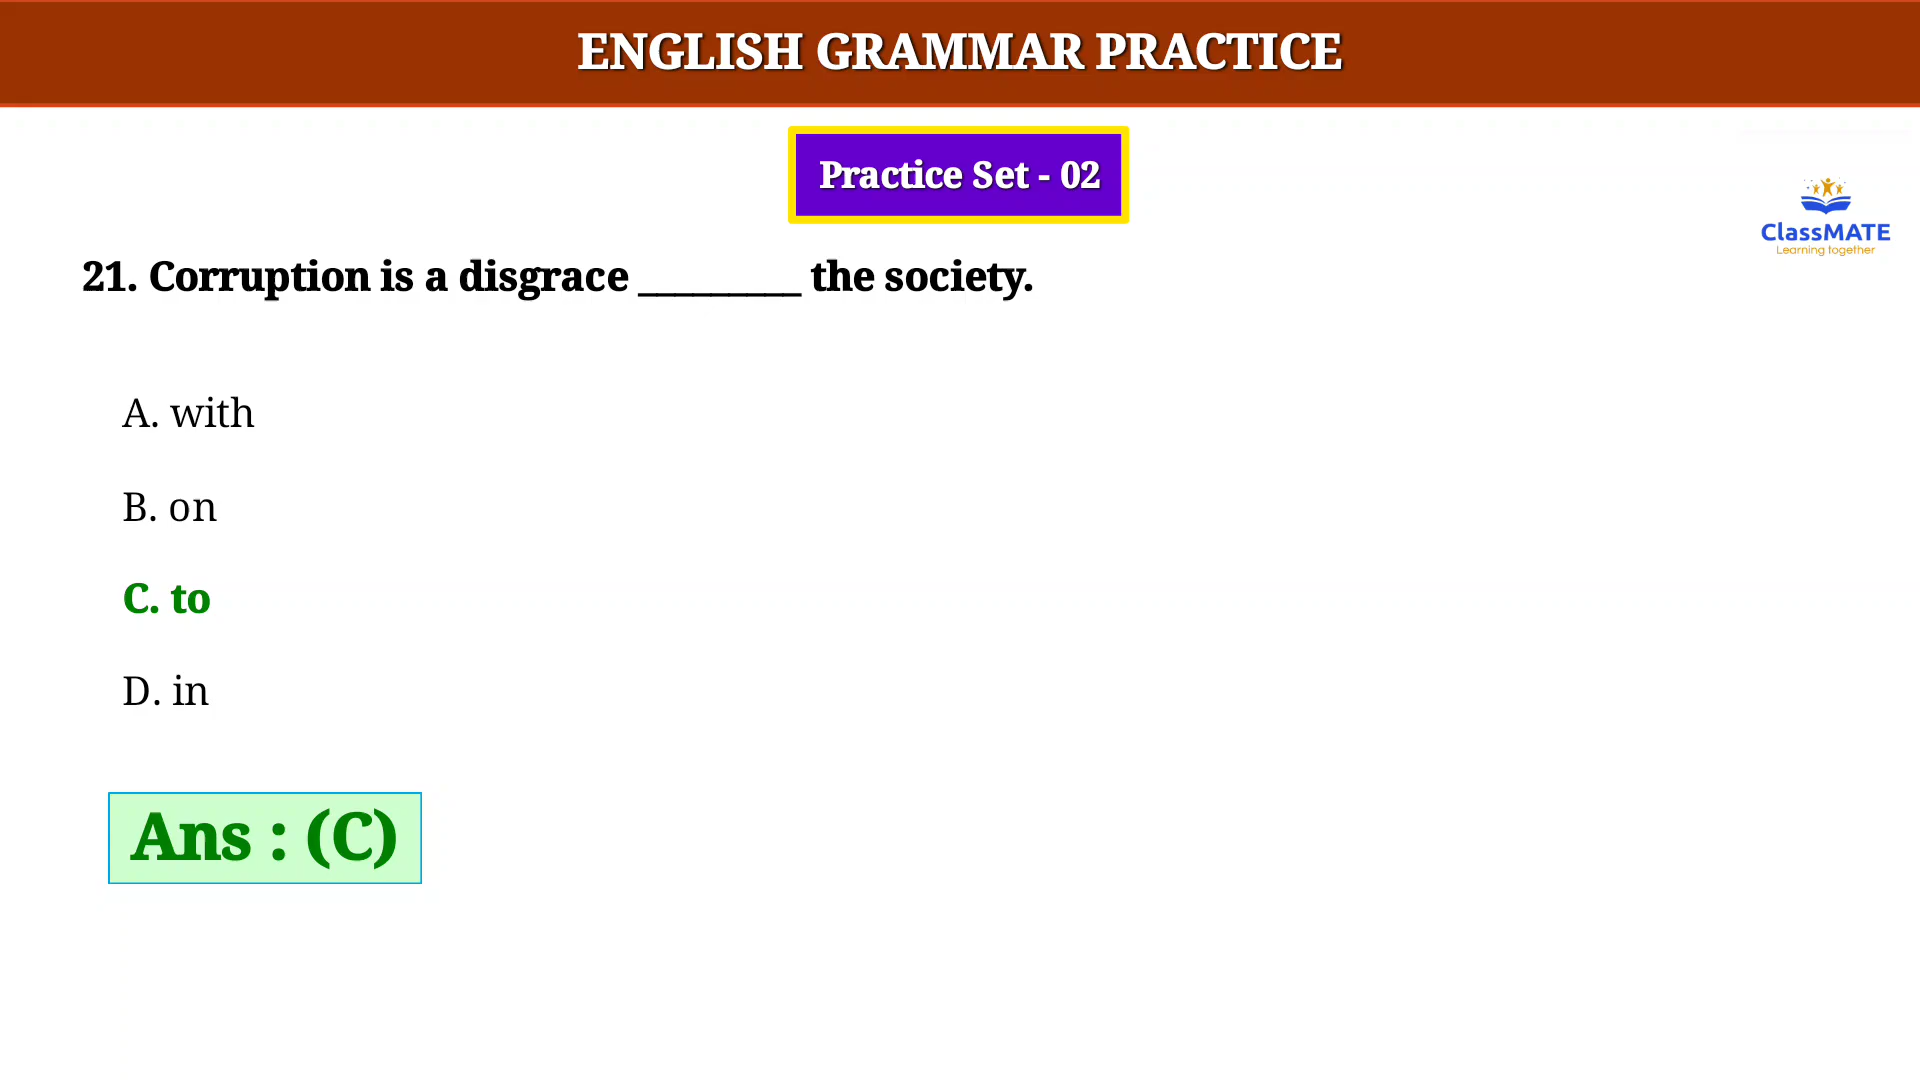 ENGLISH GRAMMAR PRACTICE
Practice Set - 02
ClassMATE
Learning together
21. Corruption is a disgrace _________ the society.
A. with
B. on
C. to
D. in
Ans : (C)